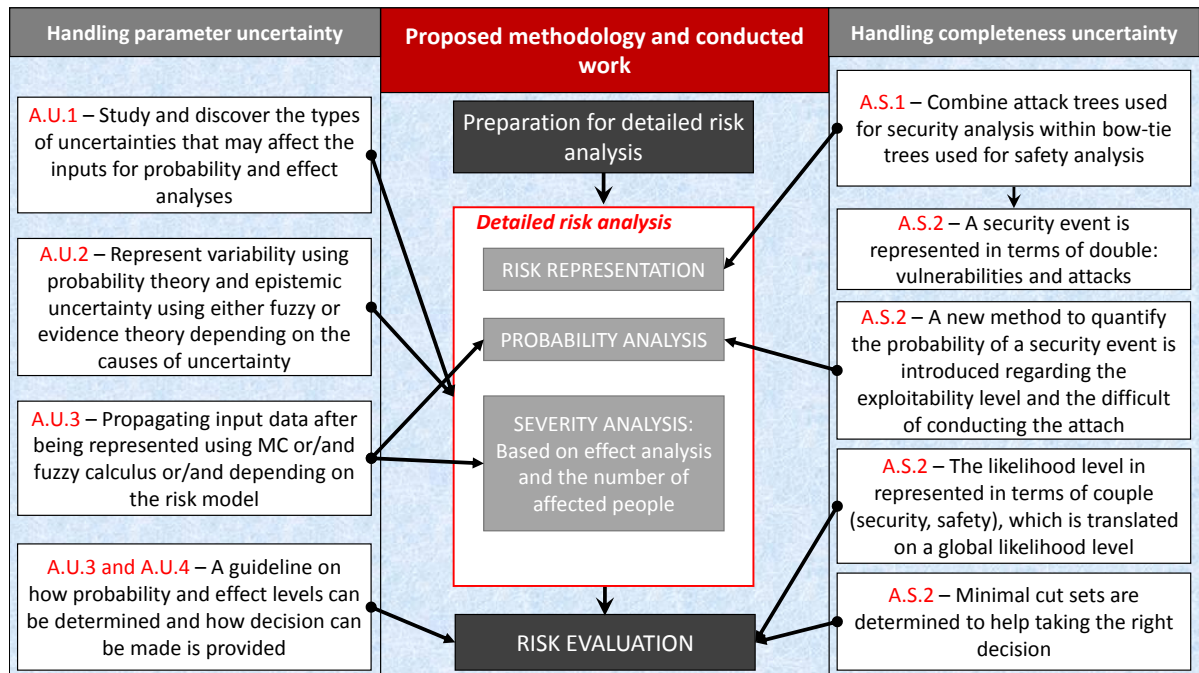 Handling parameter uncertainty
A.U.1 – Study and discover the types
of uncertainties that may affect the
inputs for probability and effect
analyses
A.U.2 – Represent variability using
probability theory and epistemic
uncertainty using either fuzzy or
evidence theory depending on the
causes of uncertainty
A.U.3 – Propagating input data after
being represented using MC or/and
fuzzy calculus or/and depending on
the risk model
A.U.3 and A.U.4 – A guideline on
how probability and effect levels can
be determined and how decision can
be made is provided
Proposed methodology and conducted
work
Preparation for detailed risk
analysis
Detailed risk analysis
RISK REPRESENTATION
PROBABILITY ANALYSIS
SEVERITY ANALYSIS:
Based on effect analysis
and the number of
affected people
RISK EVALUATION
Handling completeness uncertainty
A.S.1 – Combine attack trees used
for security analysis within bow-tie
trees used for safety analysis
A.S.2 – A security event is
represented in terms of double:
vulnerabilities and attacks
A.S.2 – A new method to quantify
the probability of a security event is
introduced regarding the
exploitability level and the difficult
of conducting the attach
A.S.2 – The likelihood level in
represented in terms of couple
(security, safety), which is translated
on a global likelihood level
A.S.2 – Minimal cut sets are
determined to help taking the right
decision